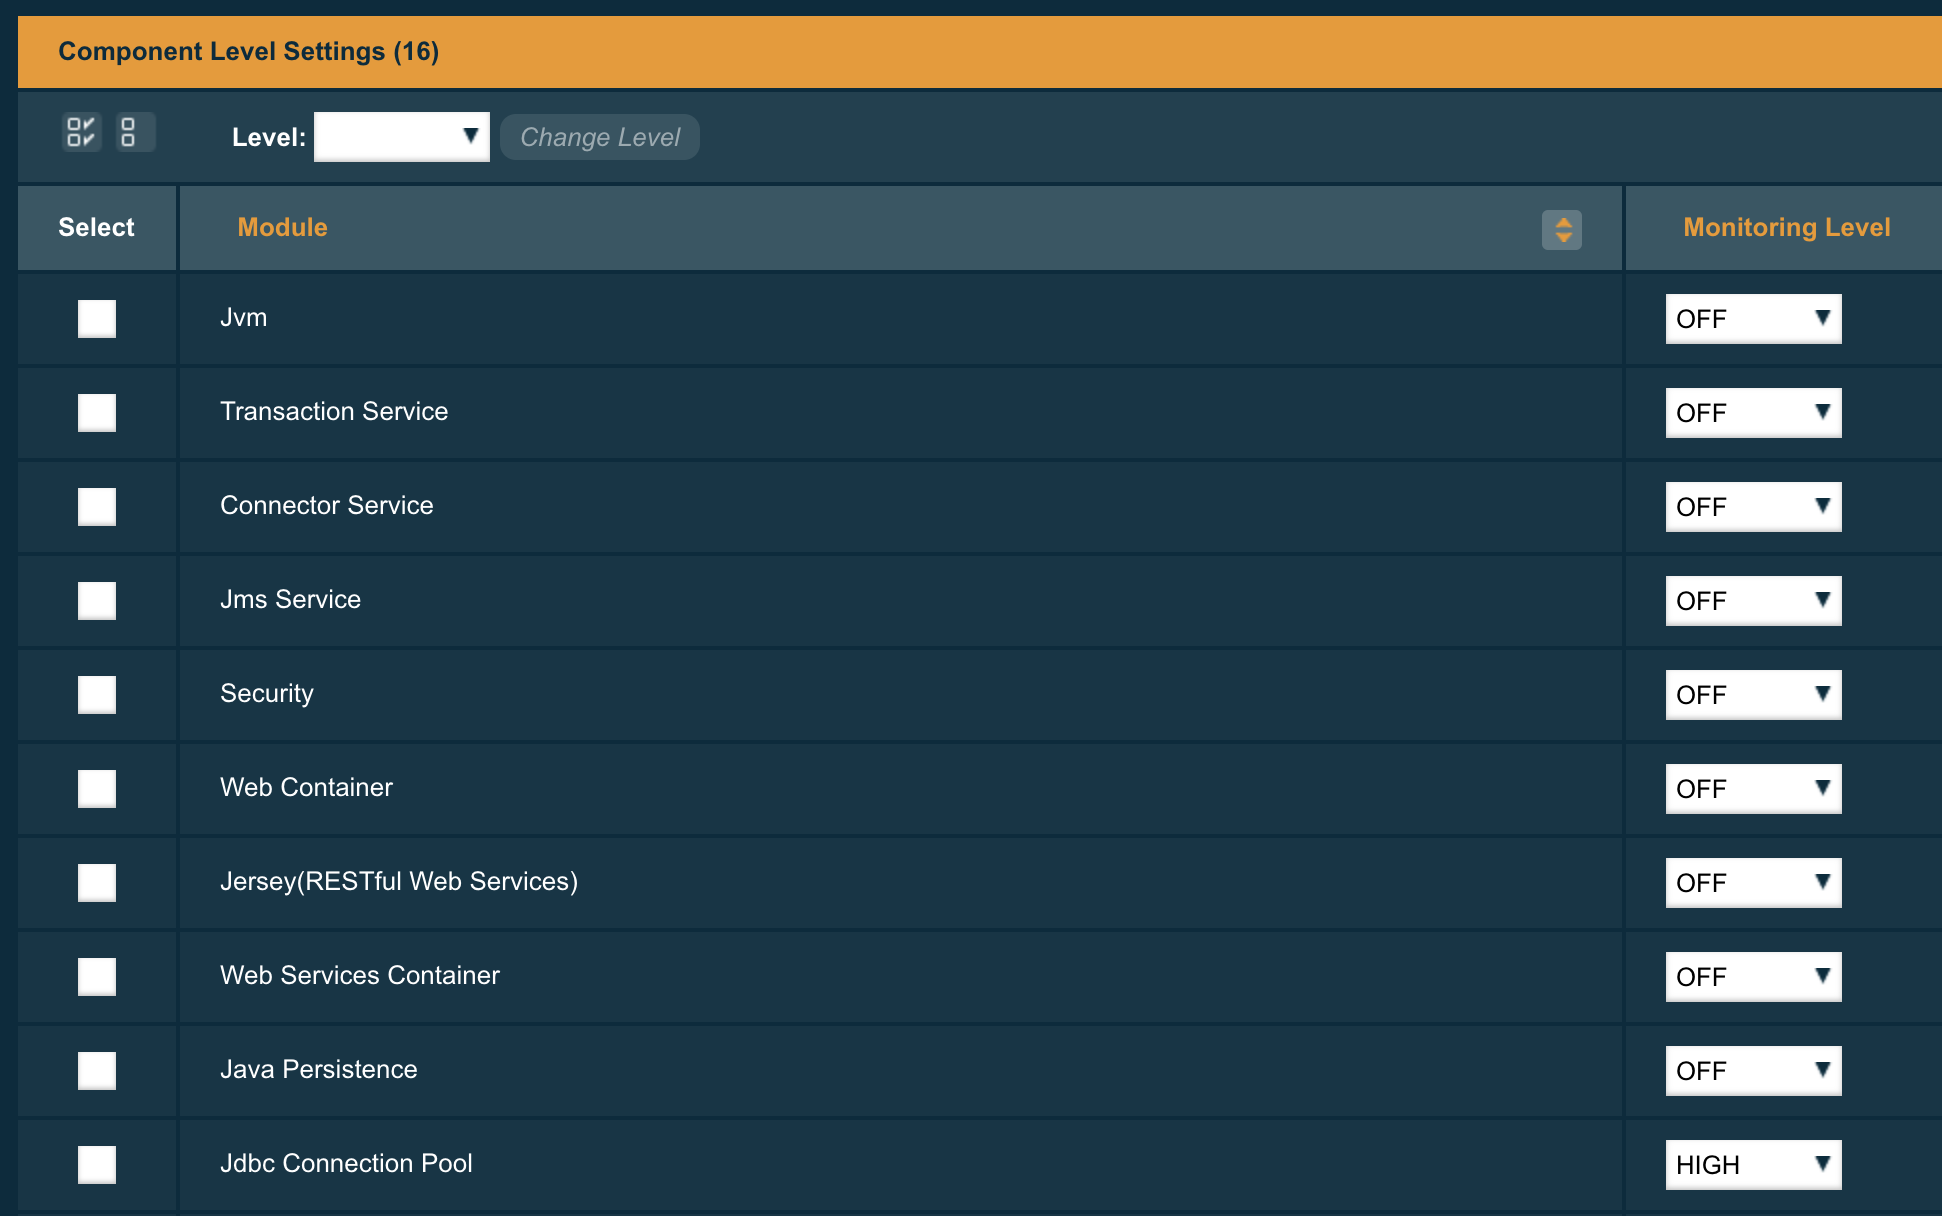 Component Level Settings (16)
Level: Change Level
Select Module Monitoring Level
Jvm OFF
Transaction Service OFF
Connector Service OFF
Jms Service OFF
Security OFF
Web Container OFF
Jersey(RESTful Web Services) OFF
Web Services Container OFF
Java Persistence OFF
Jdbc Connection Pool HIGH